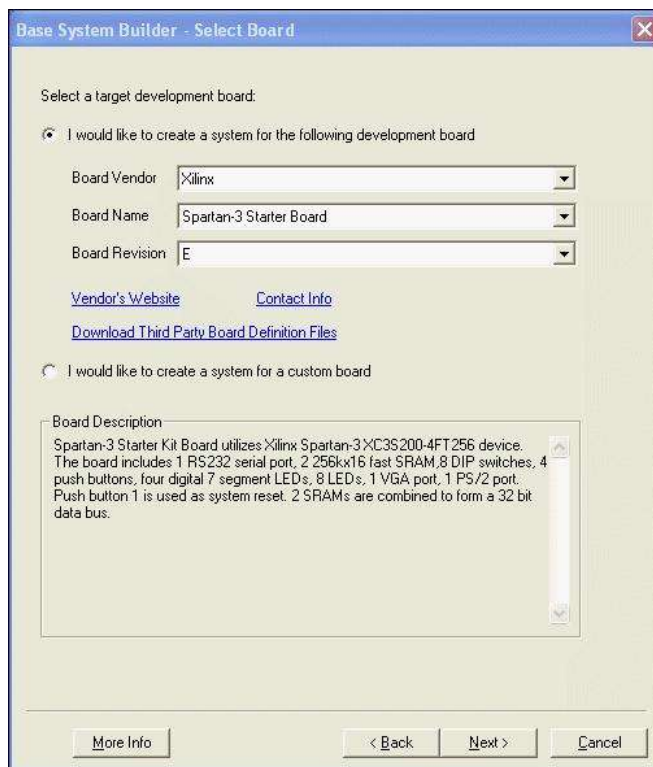 Base System Builder - Select Board
Select a target development board:
I would like to create a system for the following development board
Board Vendor Xilinx
Board Name Spartan-3 Starter Board
Board Revision E
Vendor's Website Contact Info
Download Third Party Board Definition Files
I would like to create a system for a custom board
Board Description
Spartan-3 Starter Kit Board utilizes Xilinx Spartan-3 XC3S200-4FT256 device.
The board includes 1 RS232 serial port, 2 256kx16 fast SRAM,8 DIP switches, 4
push buttons, four digital 7 segment LEDs, 8 LEDs, 1 VGA port, 1 PS/2 port.
Push button 1 is used as system reset. 2 SRAMs are combined to form a 32 bit
data bus.
More Info < Back Next > Cancel